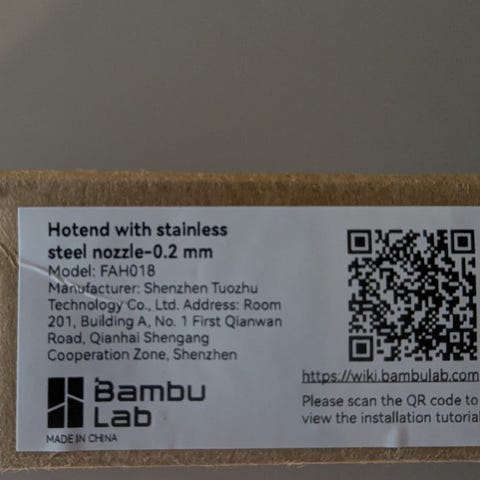 Hotend with stainless
steel nozzle-0.2 mm
Model: FAH018
Manufacturer: Shenzhen Tuozhu
Technology Co., Ltd. Address: Room
201, Building A, No. 1 First Qianwan
Road, Qianhai Shengang
Cooperation Zone, Shenzhen
Bambu
Lab
MADE IN CHINA
https://wiki.bambulab.com
Please scan the QR code to
view the installation tutorial